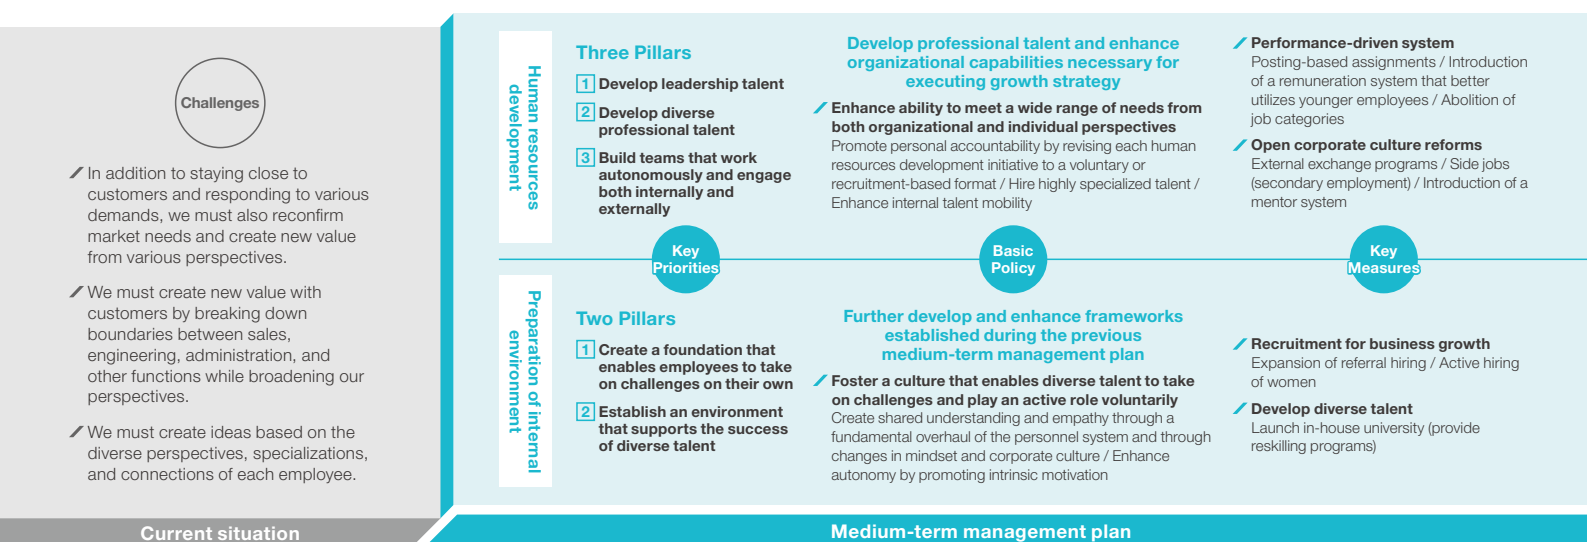 Challenges
In addition to staying close to
customers and responding to various
demands, we must also reconfirm
market needs and create new value
from various perspectives.
We must create new value with
customers by breaking down
boundaries between sales,
engineering, administration, and
other functions while broadening our
perspectives.
We must create ideas based on the
diverse perspectives, specializations,
and connections of each employee.
Current situation
Human resources
development
Three Pillars
1 Develop leadership talent
2 Develop diverse
professional talent
3 Build teams that work
autonomously and engage
both internally and
externally
Develop professional talent and enhance
organizational capabilities necessary for
executing growth strategy
Enhance ability to meet a wide range of needs from
both organizational and individual perspectives
Promote personal accountability by revising each human
resources development initiative to a voluntary or
recruitment-based format / Hire highly specialized talent /
Enhance internal talent mobility
Performance-driven system
Posting-based assignments / Introduction
of a remuneration system that better
utilizes younger employees / Abolition of
job categories
Open corporate culture reforms
External exchange programs / Side jobs
(secondary employment) / Introduction of a
mentor system
Key
Priorities
Basic
Policy
Key
Measures
Preparation of internal
environment
Two Pillars
1 Create a foundation that
enables employees to take
on challenges on their own
2 Establish an environment
that supports the success
of diverse talent
Further develop and enhance frameworks
established during the previous
medium-term management plan
Foster a culture that enables diverse talent to take
on challenges and play an active role voluntarily
Create shared understanding and empathy through a
fundamental overhaul of the personnel system and through
changes in mindset and corporate culture / Enhance
autonomy by promoting intrinsic motivation
Recruitment for business growth
Expansion of referral hiring / Active hiring
of women
Develop diverse talent
Launch in-house university (provide
reskilling programs)
Medium-term management plan